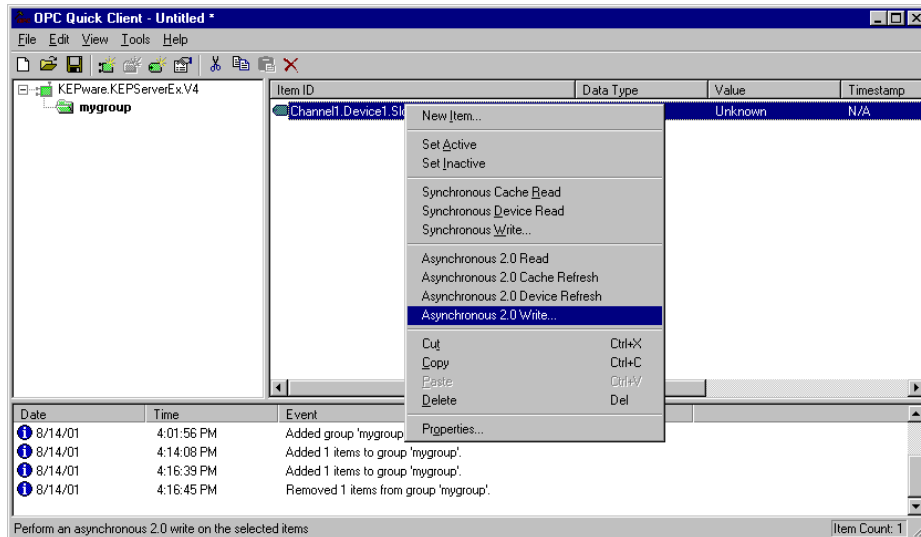 OPC Quick Client - Untitled *
File Edit View Tools Help
KEPware.KEPServerEx.V4
mygroup
Item ID Data Type Value Timestamp
Channel1.Device1.Slo Unknown N/A
New Item...
Set Active
Set Inactive
Synchronous Cache Read
Synchronous Device Read
Synchronous Write...
Asynchronous 2.0 Read
Asynchronous 2.0 Cache Refresh
Asynchronous 2.0 Device Refresh
Asynchronous 2.0 Write...
Cut Ctrl+X
Copy Ctrl+C
Paste Ctrl+V
Delete Del
Properties...
Date Time Event
8/14/01 4:01:56 PM Added group 'mygroup
8/14/01 4:14:08 PM Added 1 items to group 'mygroup'.
8/14/01 4:16:39 PM Added 1 items to group 'mygroup'.
8/14/01 4:16:45 PM Removed 1 items from group 'mygroup'.
Perform an asynchronous 2.0 write on the selected items Item Count: 1